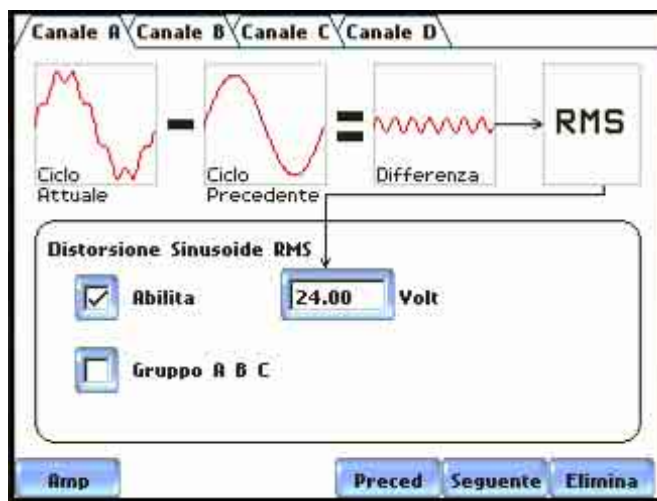 Canale A Canale B Canale C Canale D
Ciclo Attuale
Ciclo Precedente
Differenza
RMS
Distorsione Sinusoide RMS
Abilita
24.00 Volt
Gruppo A B C
Amp Preced Seguente Elimina